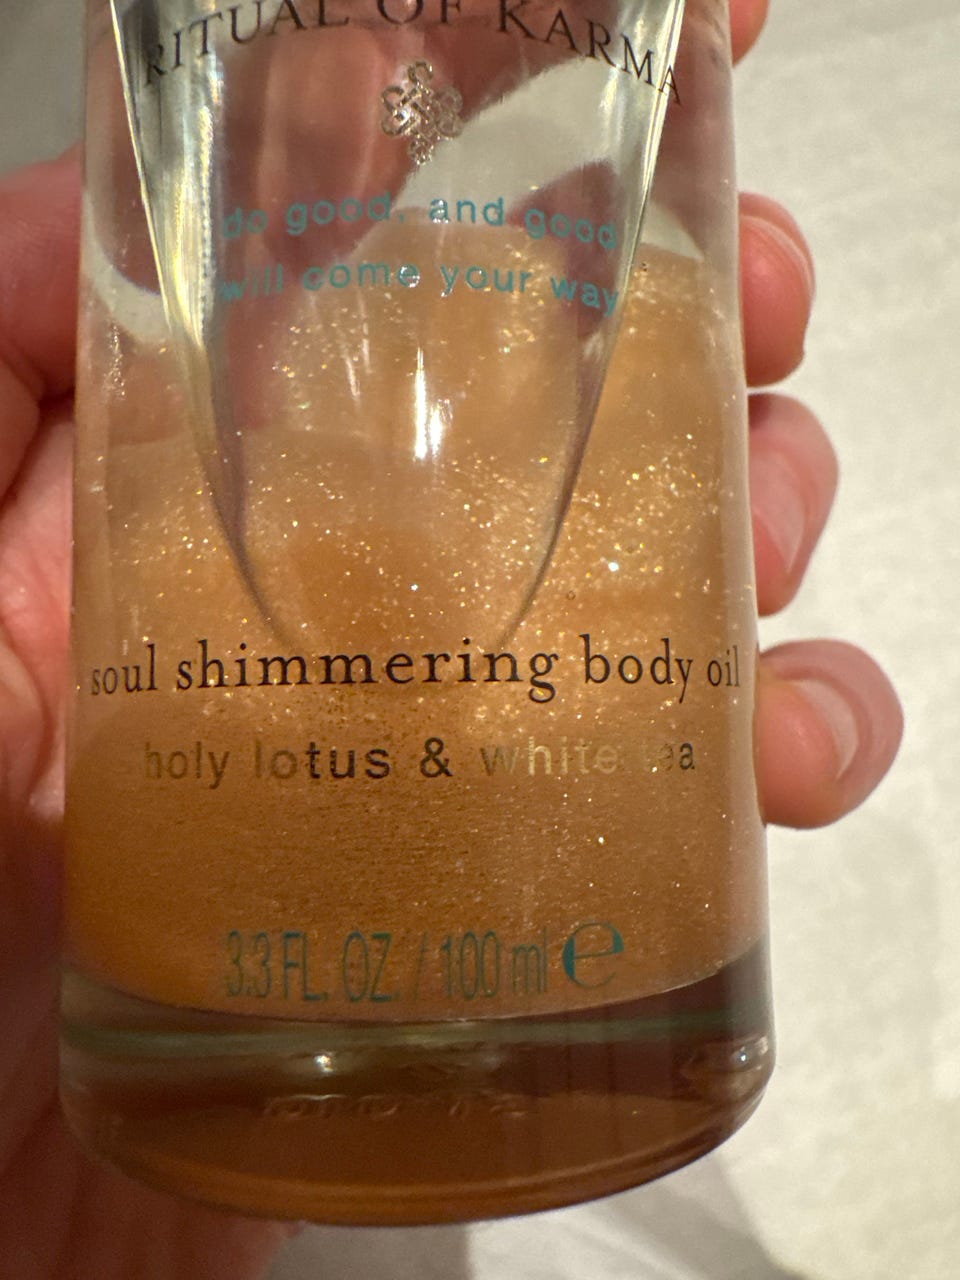 RITUAL OF KARMA
do good, and good
will come your way
soul shimmering body oil
holy lotus & white tea
3.3 FL. OZ. / 100 ml ℮